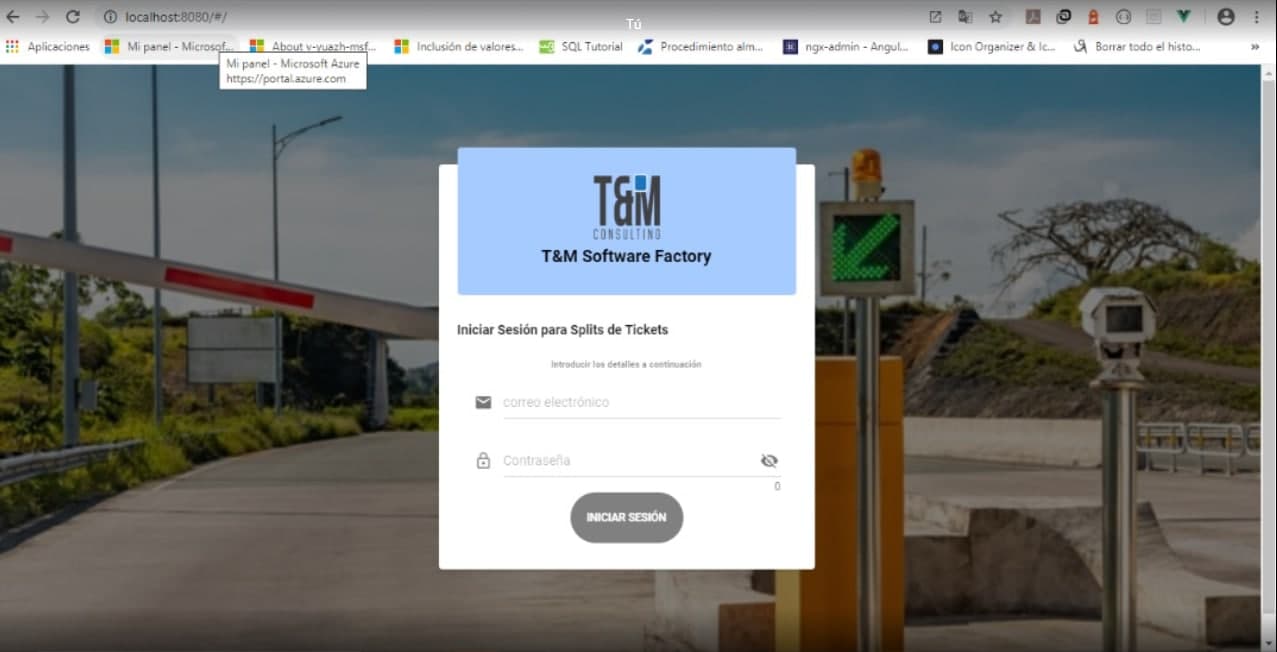 localhost:8080/#/
Tú
Aplicaciones
Mi panel - Microsof...
About v-yuazh-msf...
Inclusión de valores...
SQL Tutorial
Procedimiento alm...
ngx-admin - Angul...
Icon Organizer & Ic...
Borrar todo el histo...
»
Mi panel - Microsoft Azure
https://portal.azure.com
T&M
CONSULTING
T&M Software Factory
Iniciar Sesión para Splits de Tickets
Introducir los detalles a continuación
correo electrónico
Contraseña
0
INICIAR SESIÓN